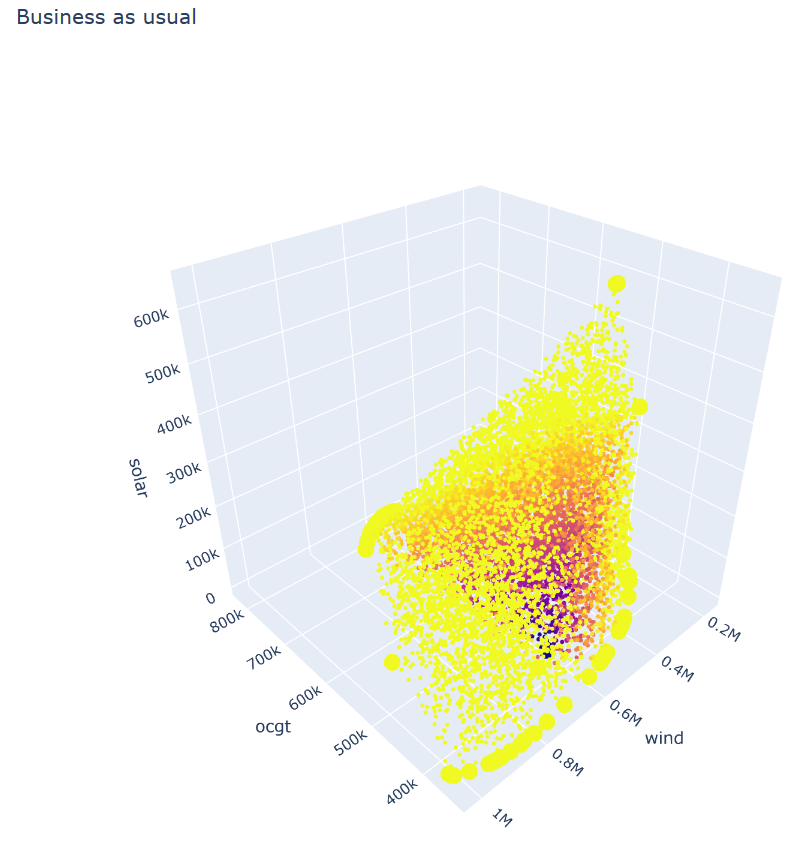 Business as usual
600k
500k
400k
300k
200k
100k
0
solar
800k
700k
600k
500k
400k
ocgt
0.2M
0.4M
0.6M
0.8M
1M
wind